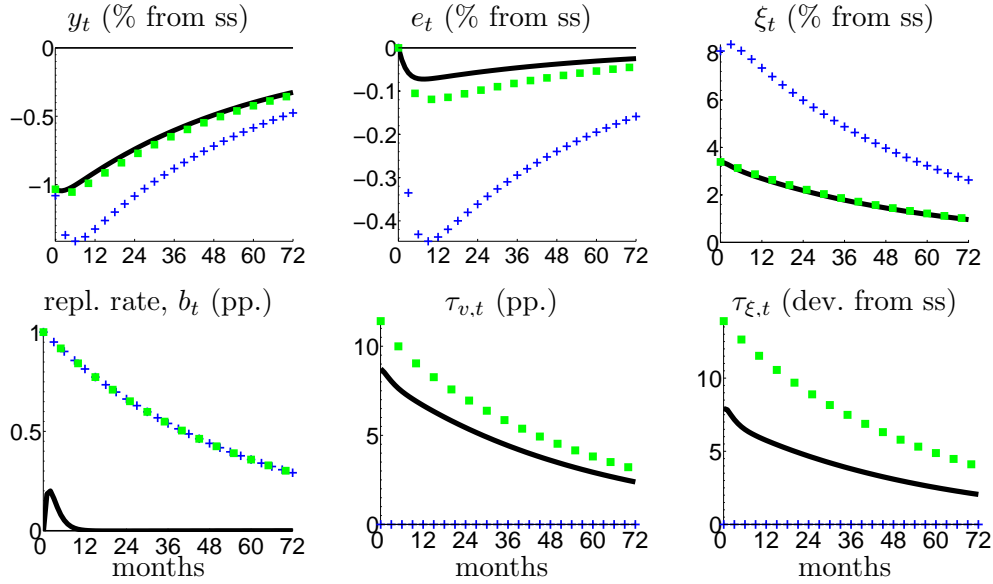 y_t (% from ss)
e_t (% from ss)
ξ_t (% from ss)
0
−0.5
−1
0 12 24 36 48 60 72
0
−0.1
−0.2
−0.3
−0.4
0 12 24 36 48 60 72
8
6
4
2
0
0 12 24 36 48 60 72
repl. rate, b_t (pp.)
τ_{v,t} (pp.)
τ_{ξ,t} (dev. from ss)
1
0.5
0
0 12 24 36 48 60 72
months
10
5
0
0 12 24 36 48 60 72
months
10
5
0
0 12 24 36 48 60 72
months